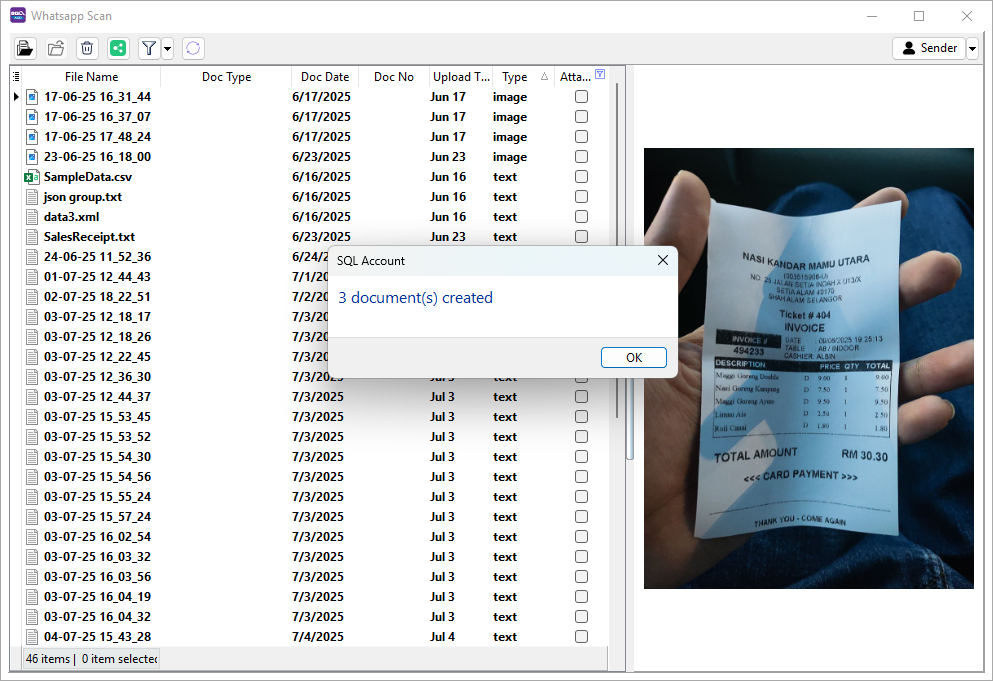 Whatsapp Scan
Sender
File Name Doc Type Doc Date Doc No Upload T... Type Atta...
17-06-25 16_31_44 6/17/2025 Jun 17 image
17-06-25 16_37_07 6/17/2025 Jun 17 image
17-06-25 17_48_24 6/17/2025 Jun 17 image
23-06-25 16_18_00 6/23/2025 Jun 23 image
SampleData.csv 6/16/2025 Jun 16 text
json group.txt 6/16/2025 Jun 16 text
data3.xml 6/16/2025 Jun 16 text
SalesReceipt.txt 6/23/2025 Jun 23 text
24-06-25 11_52_36 6/24/2
01-07-25 12_44_43 7/1/20
02-07-25 18_22_51 7/2/20
03-07-25 12_18_17 7/3/20
03-07-25 12_18_26 7/3/20
03-07-25 12_22_45 7/3/20
03-07-25 12_36_30 7/3/2025 Jul 3 text
03-07-25 12_44_37 7/3/2025 Jul 3 text
03-07-25 15_53_45 7/3/2025 Jul 3 text
03-07-25 15_53_52 7/3/2025 Jul 3 text
03-07-25 15_54_30 7/3/2025 Jul 3 text
03-07-25 15_54_56 7/3/2025 Jul 3 text
03-07-25 15_55_24 7/3/2025 Jul 3 text
03-07-25 15_57_24 7/3/2025 Jul 3 text
03-07-25 16_02_54 7/3/2025 Jul 3 text
03-07-25 16_03_32 7/3/2025 Jul 3 text
03-07-25 16_03_56 7/3/2025 Jul 3 text
03-07-25 16_04_19 7/3/2025 Jul 3 text
03-07-25 16_04_32 7/3/2025 Jul 3 text
04-07-25 15_43_28 7/4/2025 Jul 4 text
46 items | 0 item selected
SQL Account
3 document(s) created
OK
NASI KANDAR MAMU UTARA
SETIA ALAM 40170
SHAH ALAM SELANGOR
Ticket # 404
INVOICE
INVOICE #
494233
DATE : 08/06/2025 19:25:13
TABLE : A8 / INDOOR
CASHIER: ALBIN
DESCRIPTION PRICE QTY TOTAL
Maggi Goreng Double D 9.00 1 9.00
Nasi Goreng Kampung D 7.50 1 7.50
Maggi Goreng Ayam D 9.50 1 9.50
Limau Ais D 2.50 1 2.50
Roti Canai D 1.80 1 1.80
TOTAL AMOUNT RM 30.30
<<< CARD PAYMENT >>>
THANK YOU - COME AGAIN